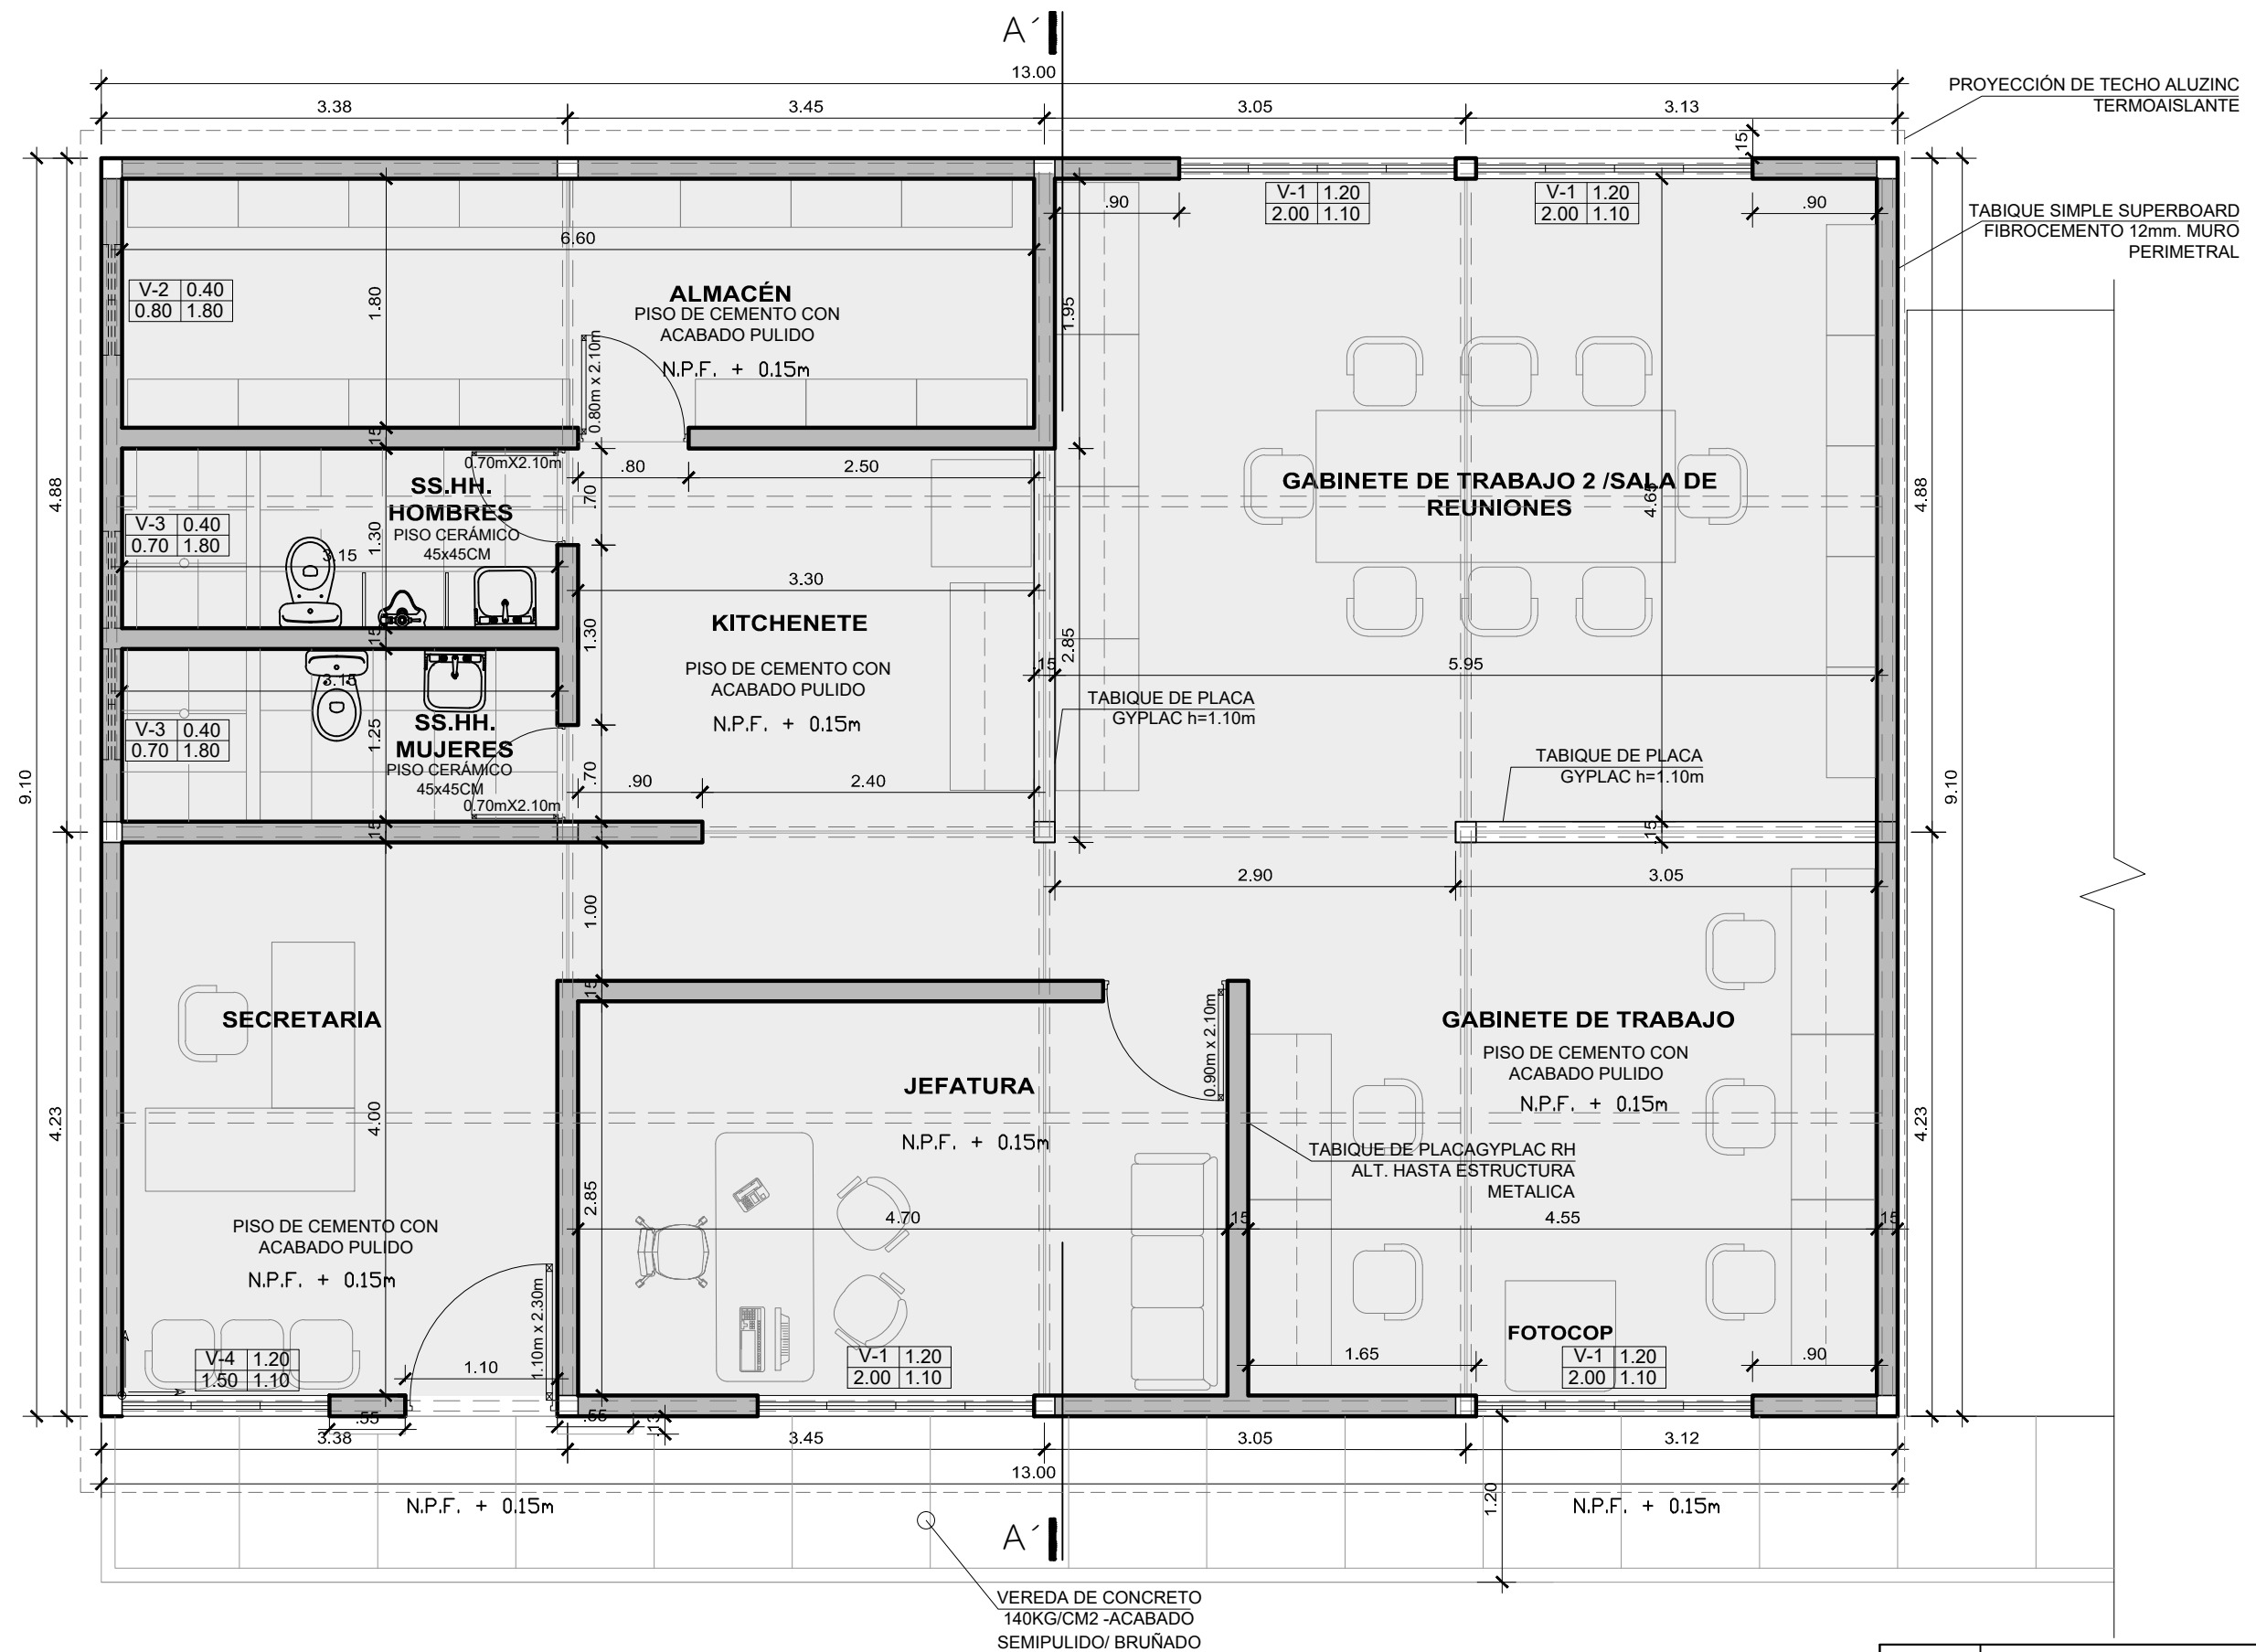 A´
13.00
3.38
3.45
3.05
3.13
PROYECCIÓN DE TECHO ALUZINC
TERMOAISLANTE
.15
V-1 1.20
2.00 1.10
V-1 1.20
2.00 1.10
.90
.90
TABIQUE SIMPLE SUPERBOARD
FIBROCEMENTO 12mm. MURO
PERIMETRAL
6.60
V-2 0.40
0.80 1.80
1.80
ALMACÉN
PISO DE CEMENTO CON
ACABADO PULIDO
N.P.F. + 0.15m
0.80m x 2.10m
1.95
.15
0.70mX2.10m
.80
2.50
.70
SS.HH.
HOMBRES
PISO CERÁMICO
45x45CM
V-3 0.40
0.70 1.80
1.30
3.15
GABINETE DE TRABAJO 2 /SALA DE
REUNIONES
4.65
4.88
4.88
3.30
KITCHENETE
1.30
.15
PISO DE CEMENTO CON
ACABADO PULIDO
N.P.F. + 0.15m
2.85
.15
5.95
3.15
V-3 0.40
0.70 1.80
1.25
SS.HH.
MUJERES
PISO CERÁMICO
45x45CM
0.70mX2.10m
.70
.90
2.40
TABIQUE DE PLACA
GYPLAC h=1.10m
TABIQUE DE PLACA
GYPLAC h=1.10m
9.10
9.10
.15
.15
2.90
3.05
1.00
.15
SECRETARIA
4.00
4.23
4.23
JEFATURA
N.P.F. + 0.15m
0.90m x 2.10m
GABINETE DE TRABAJO
PISO DE CEMENTO CON
ACABADO PULIDO
N.P.F. + 0.15m
TABIQUE DE PLACAGYPLAC RH
ALT. HASTA ESTRUCTURA
METALICA
2.85
4.70
.15
4.55
.15
PISO DE CEMENTO CON
ACABADO PULIDO
N.P.F. + 0.15m
1.10m x 2.30m
V-4 1.20
1.50 1.10
1.10
V-1 1.20
2.00 1.10
1.65
FOTOCOP
V-1 1.20
2.00 1.10
.90
.55
.55
.13
3.38
3.45
3.05
3.12
13.00
1.20
N.P.F. + 0.15m
N.P.F. + 0.15m
A´
VEREDA DE CONCRETO
140KG/CM2 -ACABADO
SEMIPULIDO/ BRUÑADO